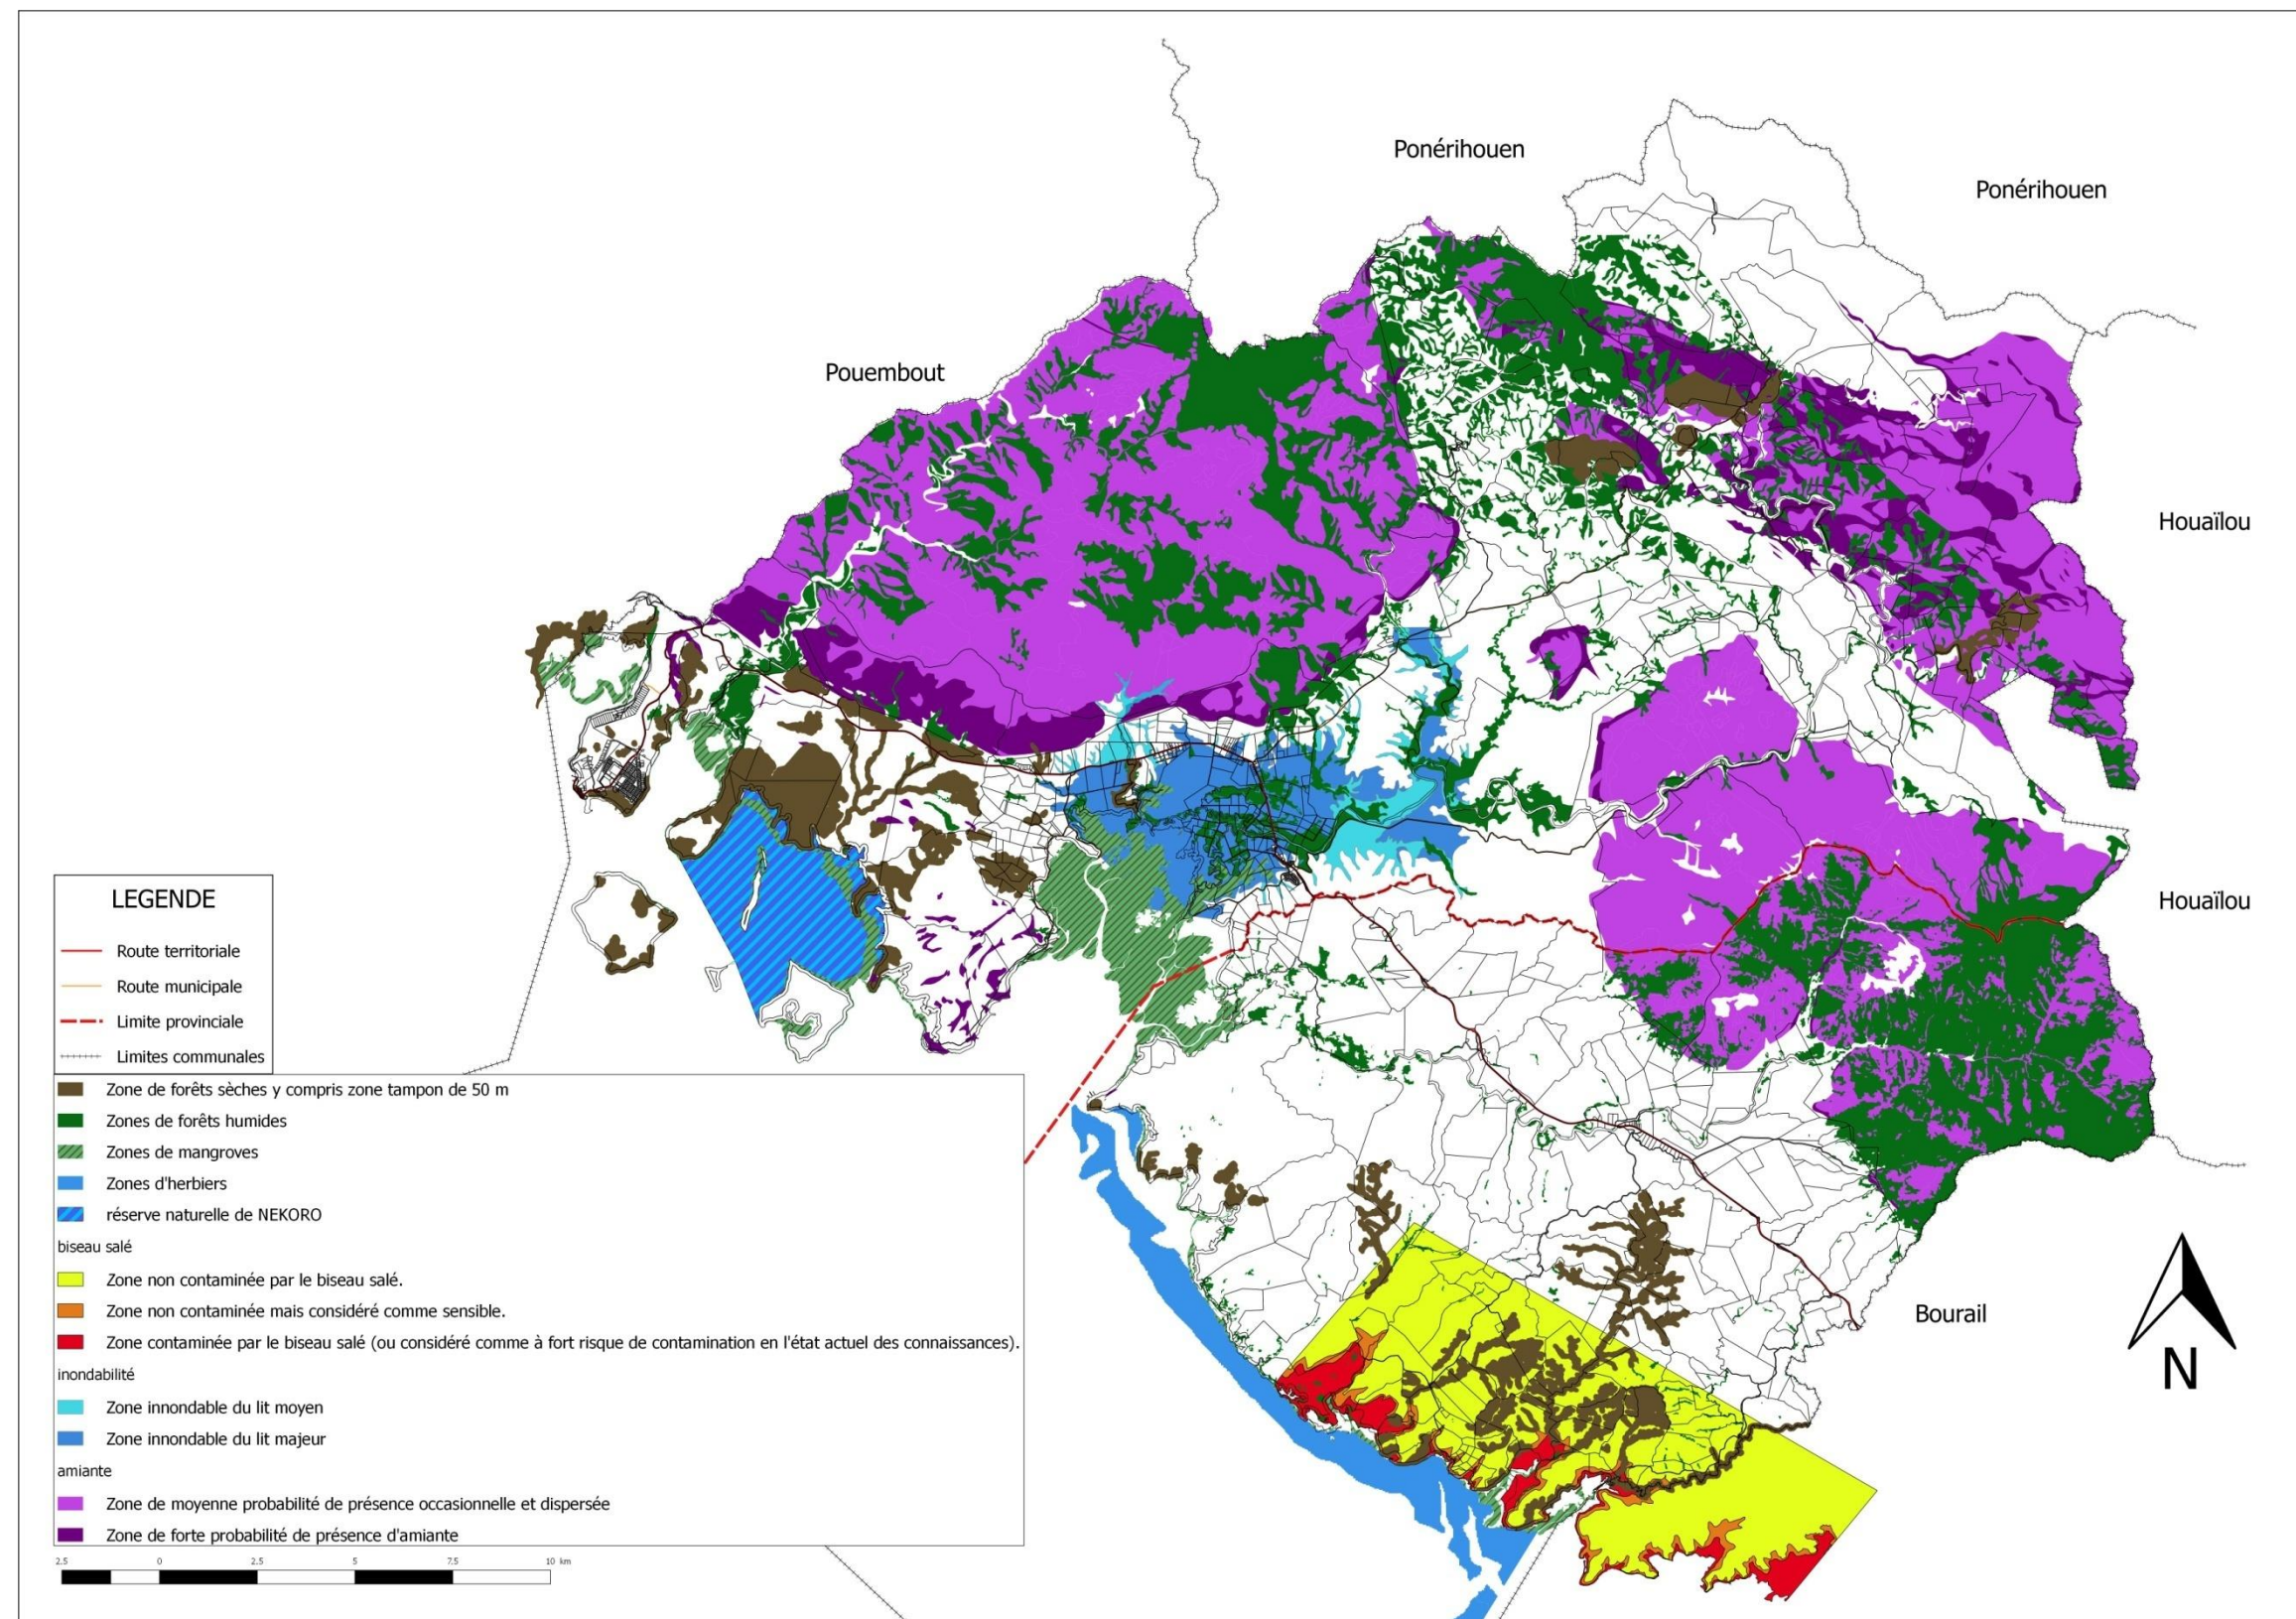 Ponérihouen
Ponérihouen
Pouembout
Houaïlou
Houaïlou
Bourail
N
LEGENDE
Route territoriale
Route municipale
Limite provinciale
Limites communales
Zone de forêts sèches y compris zone tampon de 50 m
Zones de forêts humides
Zones de mangroves
Zones d'herbiers
réserve naturelle de NEKORO
biseau salé
Zone non contaminée par le biseau salé.
Zone non contaminée mais considéré comme sensible.
Zone contaminée par le biseau salé (ou considéré comme à fort risque de contamination en l'état actuel des connaissances).
inondabilité
Zone innondable du lit moyen
Zone innondable du lit majeur
amiante
Zone de moyenne probabilité de présence occasionnelle et dispersée
Zone de forte probabilité de présence d'amiante
2.5 0 2.5 5 7.5 10 km